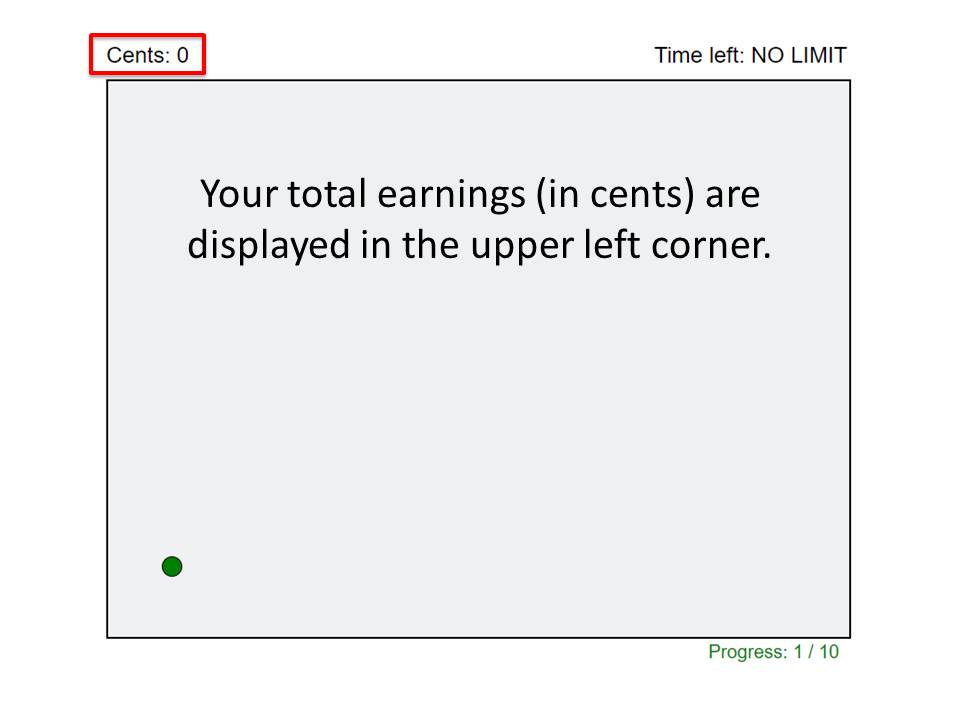 Cents: 0
Time left: NO LIMIT
Your total earnings (in cents) are
displayed in the upper left corner.
Progress: 1 / 10